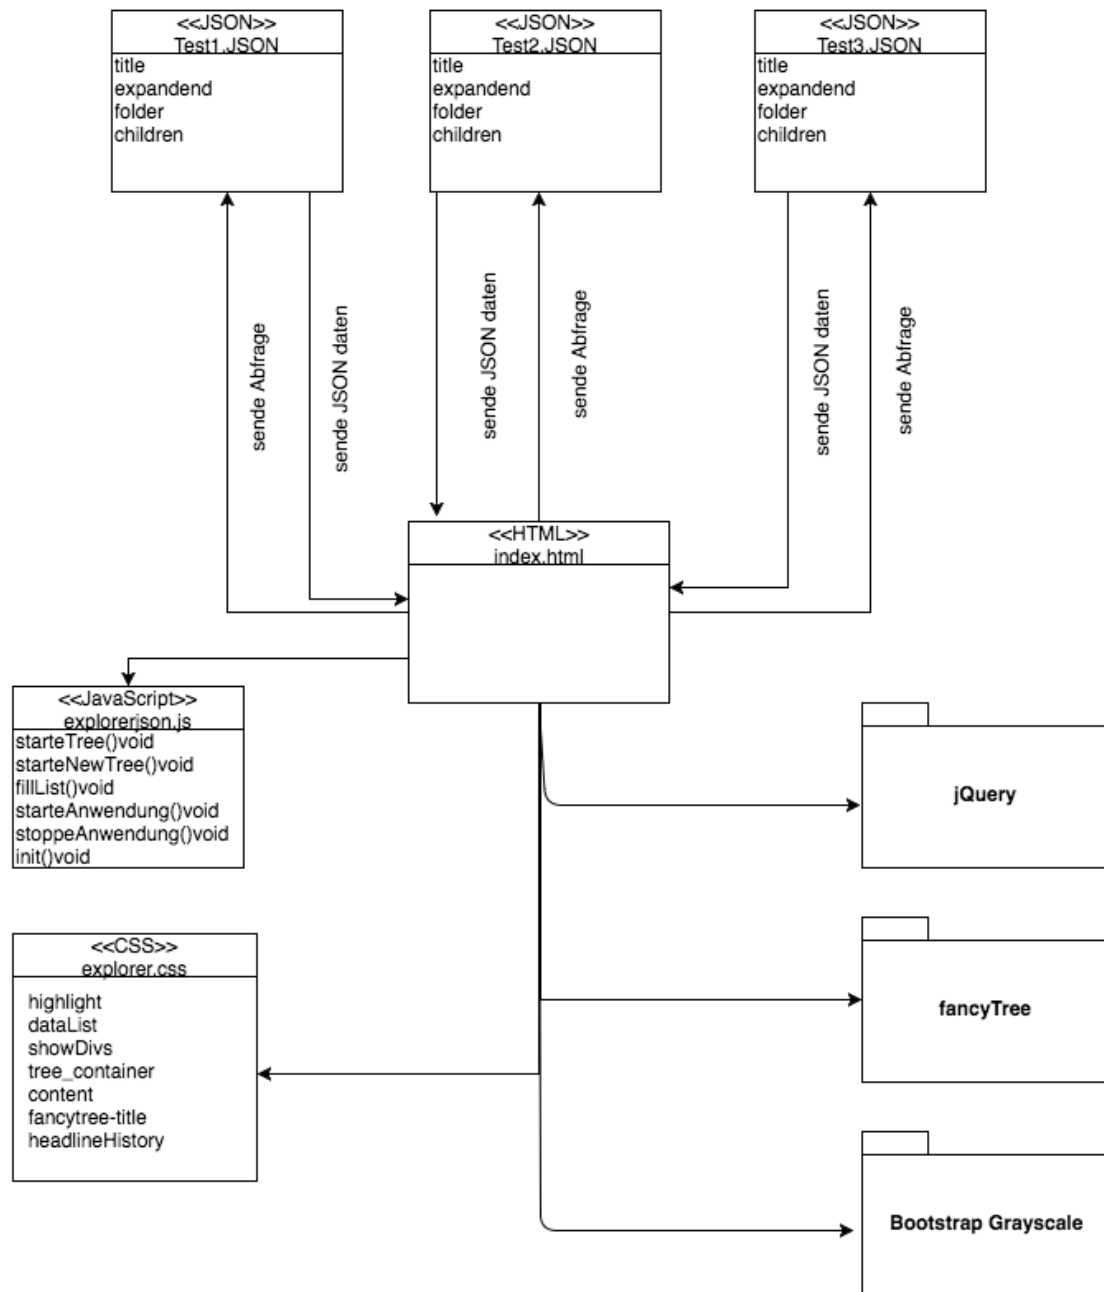 <<JSON>>
Test1.JSON
title
expandend
folder
children
<<JSON>>
Test2.JSON
title
expandend
folder
children
<<JSON>>
Test3.JSON
title
expandend
folder
children
sende Abfrage
sende JSON daten
sende JSON daten
sende Abfrage
sende JSON daten
sende Abfrage
<<HTML>>
index.html
<<JavaScript>>
explorerjson.js
starteTree()void
starteNewTree()void
fillList()void
starteAnwendung()void
stoppeAnwendung()void
init()void
jQuery
<<CSS>>
explorer.css
highlight
dataList
showDivs
tree_container
content
fancytree-title
headlineHistory
fancyTree
Bootstrap Grayscale